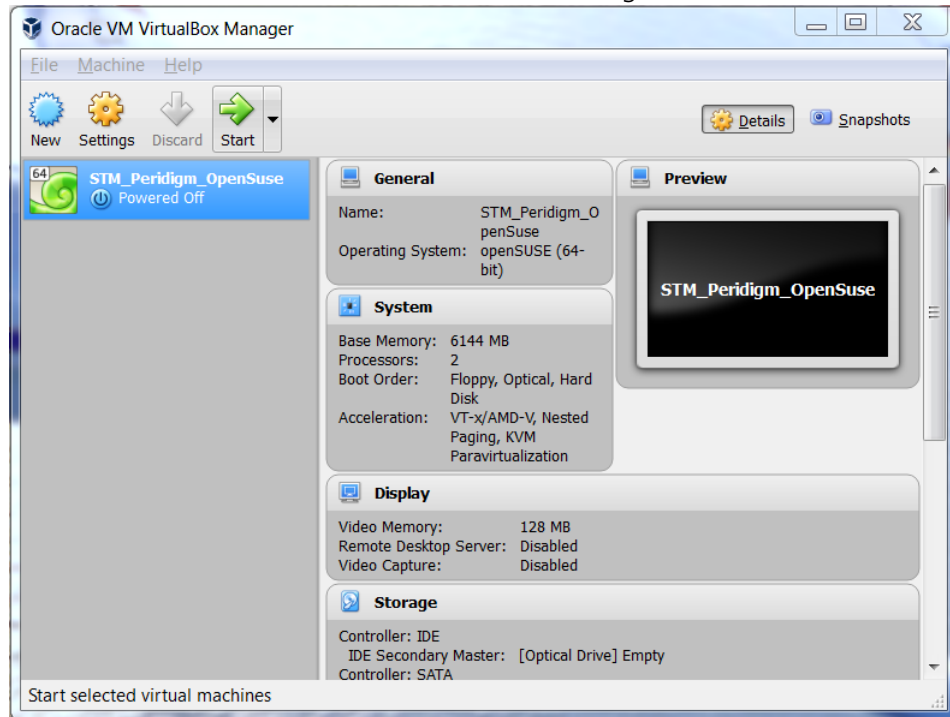 Oracle VM VirtualBox Manager
File Machine Help
New Settings Discard Start
Details Snapshots
64
STM_Peridigm_OpenSuse
Powered Off
General
Name: STM_Peridigm_O
penSuse
Operating System: openSUSE (64-
bit)
System
Base Memory: 6144 MB
Processors: 2
Boot Order: Floppy, Optical, Hard
Disk
Acceleration: VT-x/AMD-V, Nested
Paging, KVM
Paravirtualization
Preview
STM_Peridigm_OpenSuse
Display
Video Memory: 128 MB
Remote Desktop Server: Disabled
Video Capture: Disabled
Storage
Controller: IDE
IDE Secondary Master: [Optical Drive] Empty
Controller: SATA
Start selected virtual machines